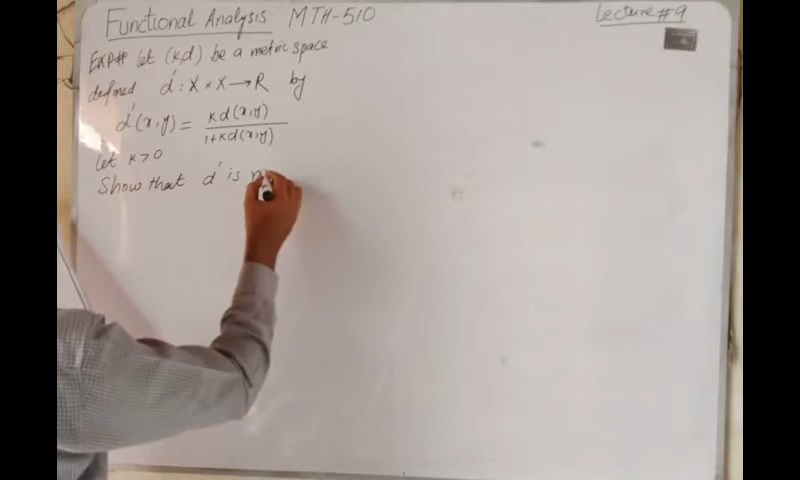 Functional Analysis MTH-510
Lecture #9
EXP# let (X,d) be a metric space
defined d' : X × X → R by
d'(x,y) = Kd(x,y) / 1+Kd(x,y)
let K > 0
Show that d' is